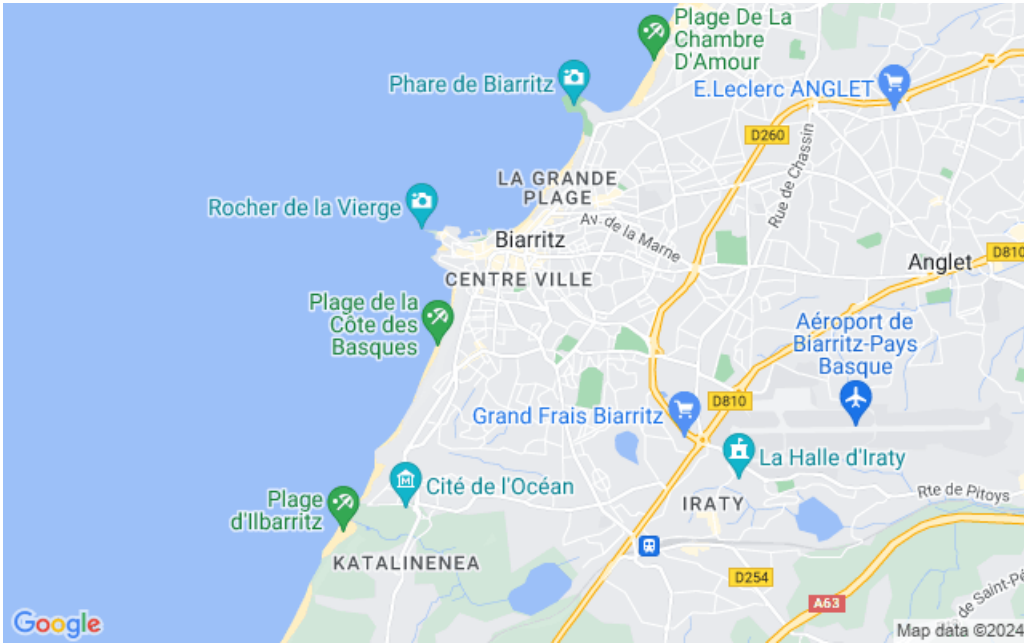 Plage De La
Chambre
D'Amour
Phare de Biarritz
E.Leclerc ANGLET
D260
Rue de Chassin
LA GRANDE
PLAGE
Rocher de la Vierge
Av. de la Marne
Biarritz
Anglet
D810
CENTRE VILLE
Plage de la
Côte des
Basques
Aéroport de
Biarritz-Pays
Basque
D810
Grand Frais Biarritz
La Halle d'Iraty
Cité de l'Océan
Plage
d'Ilbarritz
IRATY
Rte de Pitoys
KATALINENEA
D254
A63
de Saint-Pé
Google
Map data ©2024